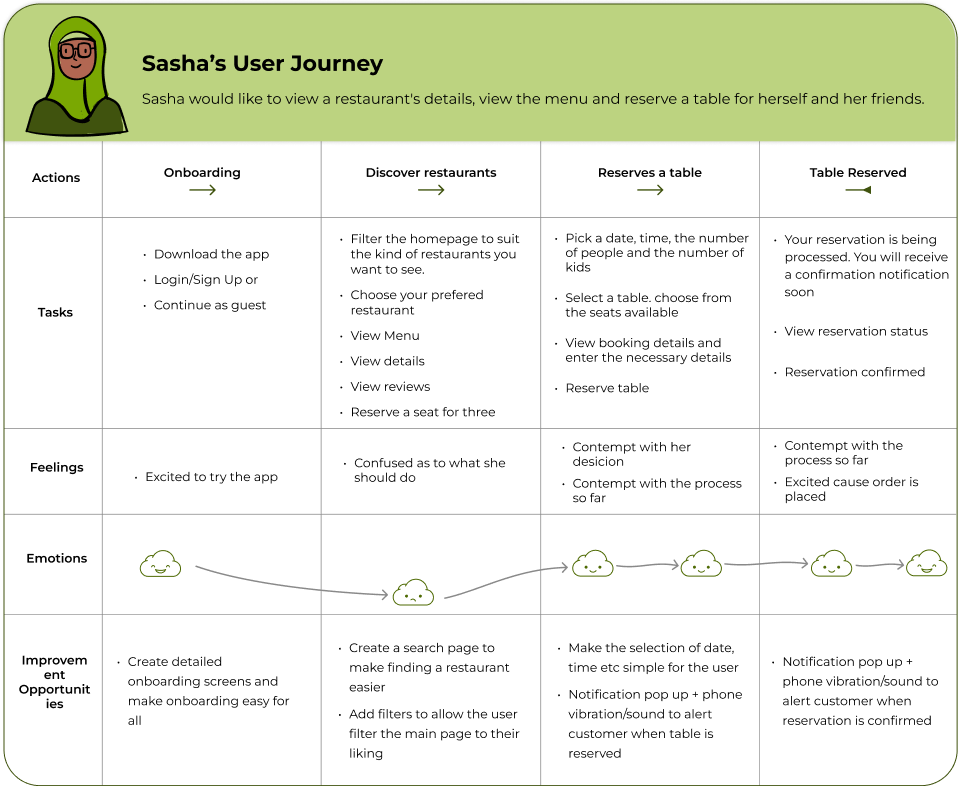 Sasha’s User Journey
Sasha would like to view a restaurant's details, view the menu and reserve a table for herself and her friends.
Actions
Onboarding
Discover restaurants
Reserves a table
Table Reserved
Tasks
· Download the app
· Login/Sign Up or
· Continue as guest
· Filter the homepage to suit
the kind of restaurants you
want to see.
· Choose your prefered
restaurant
· View Menu
· View details
· View reviews
· Reserve a seat for three
· Pick a date, time, the number
of people and the number of
kids
· Select a table. choose from
the seats available
· View booking details and
enter the necessary details
· Reserve table
· Your reservation is being
processed. You will receive
a confirmation notification
soon
· View reservation status
· Reservation confirmed
Feelings
· Excited to try the app
· Confused as to what she
should do
· Contempt with her
desicion
· Contempt with the process
so far
· Contempt with the
process so far
· Excited cause order is
placed
Emotions
Improvem
ent
Opportunit
ies
· Create detailed
onboarding screens and
make onboarding easy for
all
· Create a search page to
make finding a restaurant
easier
· Add filters to allow the user
filter the main page to their
liking
· Make the selection of date,
time etc simple for the user
· Notification pop up + phone
vibration/sound to alert
customer when table is
reserved
· Notification pop up +
phone vibration/sound to
alert customer when
reservation is confirmed